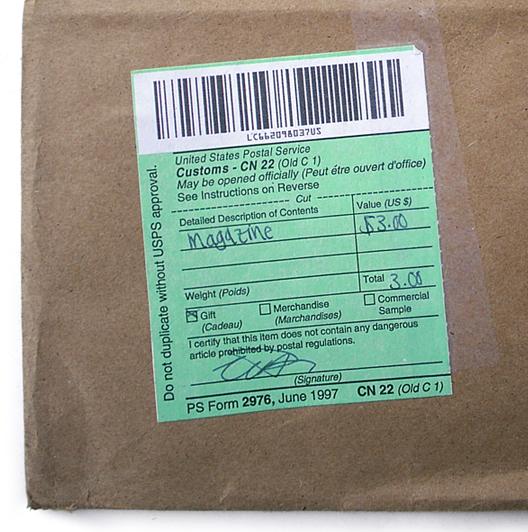 LC662098037US
United States Postal Service
Customs - CN 22 (Old C 1)
May be opened officially (Peut étre ouvert d'office)
See Instructions on Reverse
Cut
Detailed Description of Contents
Value (US $)
Magazine
$3.00
Weight (Poids)
Total 3.00
Gift
(Cadeau)
Merchandise
(Marchandises)
Commercial
Sample
I certify that this item does not contain any dangerous
article prohibited by postal regulations.
(Signature)
PS Form 2976, June 1997
CN 22 (Old C 1)
Do not duplicate without USPS approval.